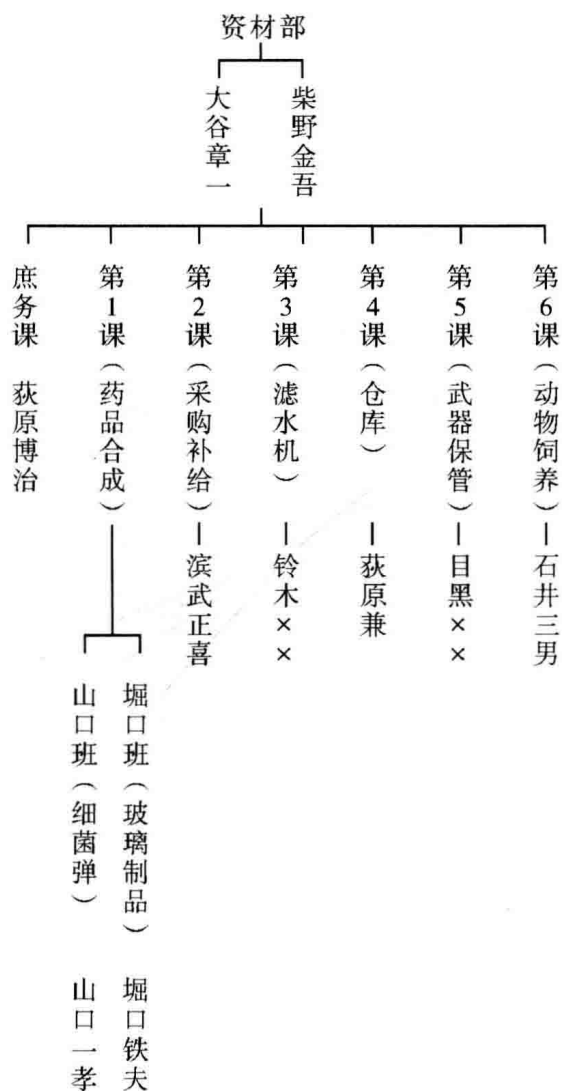 资材部
大谷章一
柴野金吾
庶务课 荻原博治
第1课（药品合成）
山口班（细菌弹） 山口一孝
堀口班（玻璃制品） 堀口铁夫
第2课（采购补给）
滨武正喜
第3课（滤水机）
铃木××
第4课（仓库）
荻原兼
第5课（武器保管）
目黑××
第6课（动物饲养）
石井三男